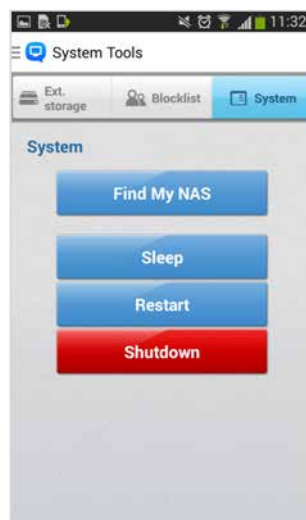 11:32
System Tools
Ext.
storage
Blocklist
System
System
Find My NAS
Sleep
Restart
Shutdown